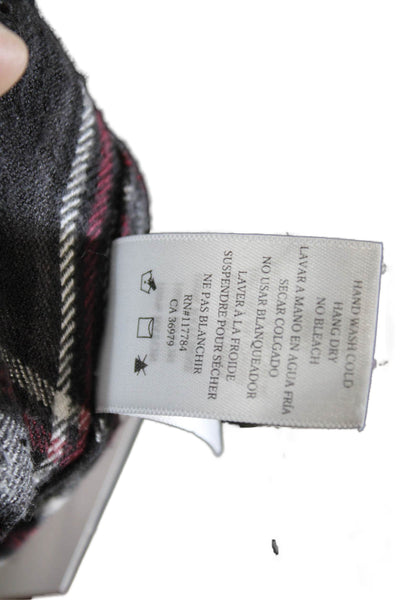 HAND WASH COLD
HANG DRY
NO BLEACH
LAVAR A MANO EN AGUA FRÍA
SECAR COLGADO
NO USAR BLANQUEADOR
LAVER À LA FROIDE
SUSPENDRE POUR SÉCHER
NE PAS BLANCHIR
RN#117784
CA 36979